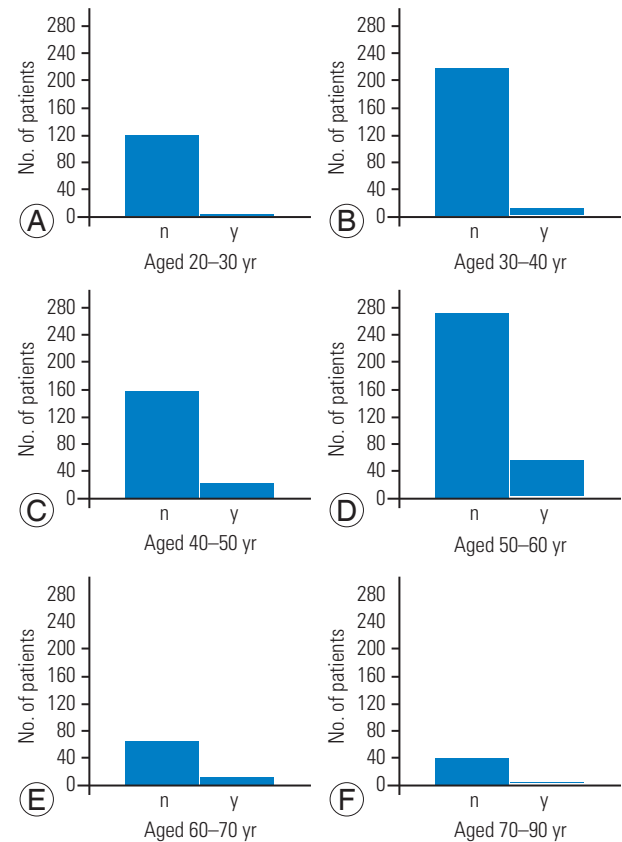 No. of patients
280
240
200
160
120
80
40
0
A
n y
Aged 20–30 yr
No. of patients
280
240
200
160
120
80
40
0
B
n y
Aged 30–40 yr
No. of patients
280
240
200
160
120
80
40
0
C
n y
Aged 40–50 yr
No. of patients
280
240
200
160
120
80
40
0
D
n y
Aged 50–60 yr
No. of patients
280
240
200
160
120
80
40
0
E
n y
Aged 60–70 yr
No. of patients
280
240
200
160
120
80
40
0
F
n y
Aged 70–90 yr